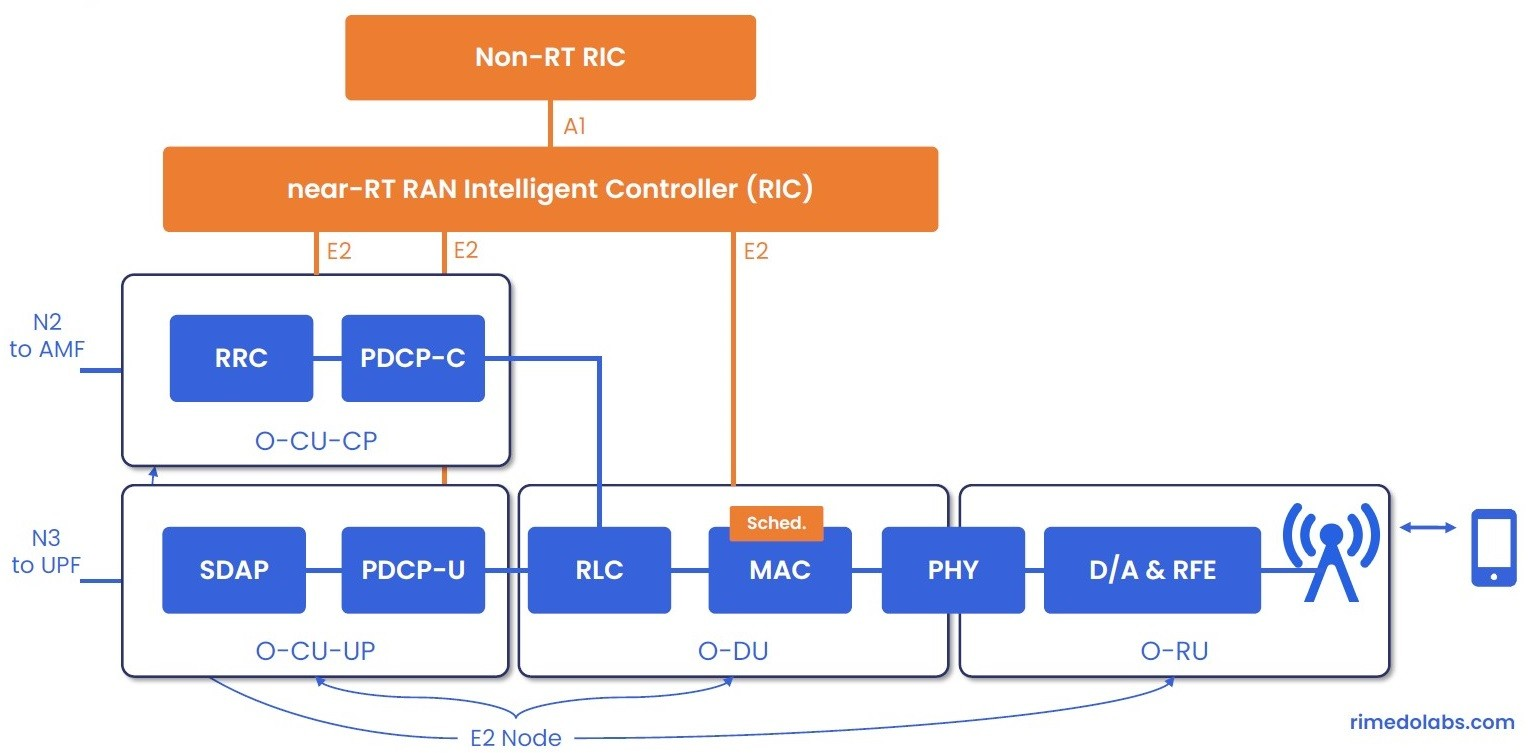 Non-RT RIC
A1
near-RT RAN Intelligent Controller (RIC)
E2
E2
E2
N2
to AMF
RRC
PDCP-C
O-CU-CP
N3
to UPF
SDAP
PDCP-U
O-CU-UP
RLC
Sched.
MAC
O-DU
PHY
D/A & RFE
O-RU
E2 Node
rimedolabs.com